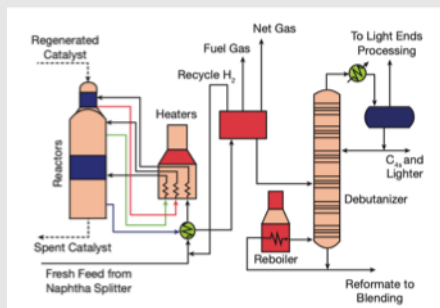 Regenerated
Catalyst
Reactors
Spent Catalyst
Fresh Feed from
Naphtha Splitter
Heaters
Recycle H2
Fuel Gas
Net Gas
To Light Ends
Processing
C4s and
Lighter
Debutanizer
Reboiler
Reformate to
Blending